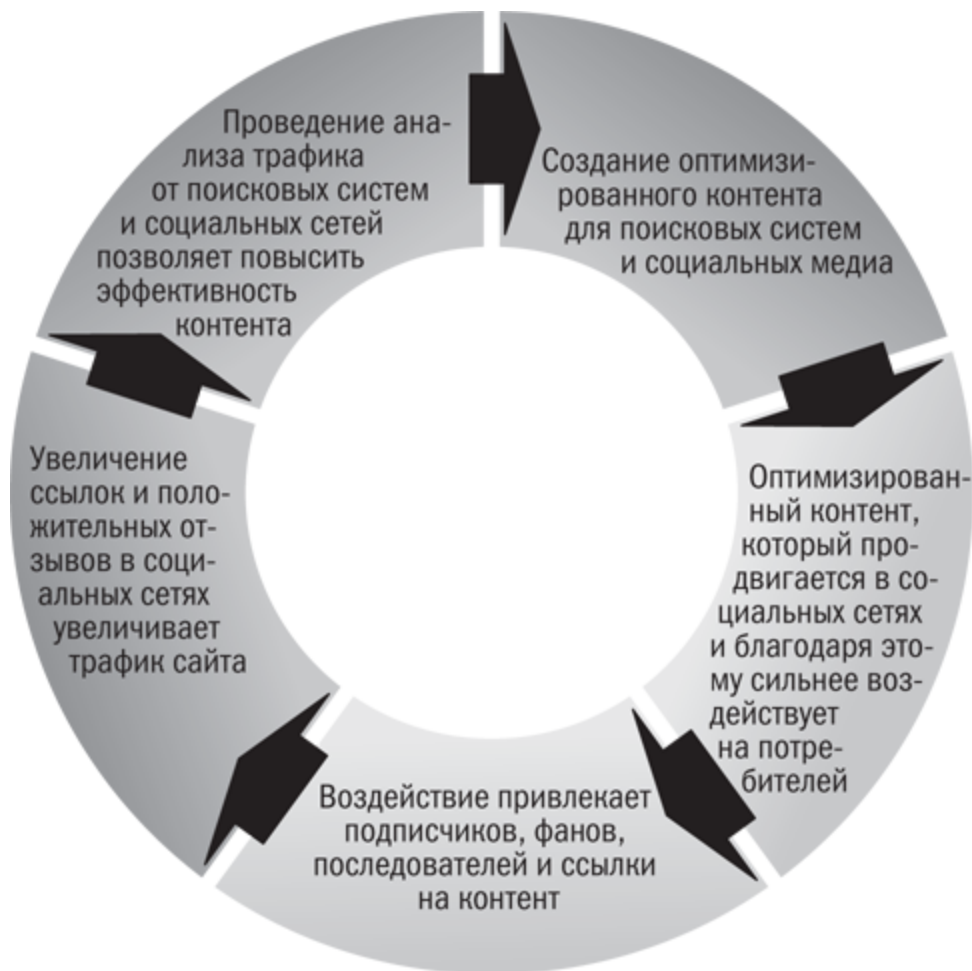 Проведение ана-
лиза трафика
от поисковых систем
и социальных сетей
позволяет повысить
эффективность
контента
Создание оптимизи-
рованного контента
для поисковых систем
и социальных медиа
Оптимизирован-
ный контент,
который про-
двигается в со-
циальных сетях
и благодаря это-
му сильнее воз-
действует
на потре-
бителей
Воздействие привлекает
подписчиков, фанов,
последователей и ссылки
на контент
Увеличение
ссылок и поло-
жительных от-
зывов в соци-
альных сетях
увеличивает
трафик сайта